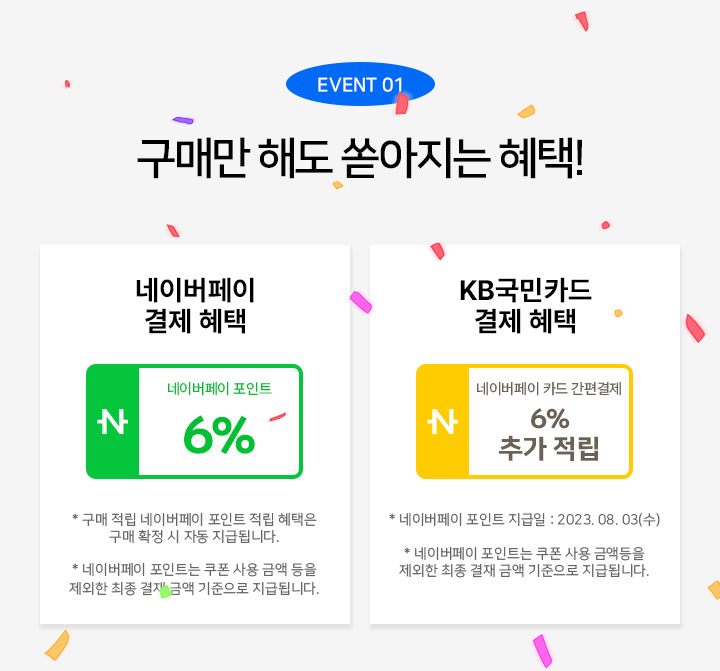 EVENT 01
구매만 해도 쏟아지는 혜택!
네이버페이
결제 혜택
네이버페이 포인트
6%
* 구매 적립 네이버페이 포인트 적립 혜택은
구매 확정 시 자동 지급됩니다.
* 네이버페이 포인트는 쿠폰 사용 금액 등을
제외한 최종 결재 금액 기준으로 지급됩니다.
KB국민카드
결제 혜택
네이버페이 카드 간편결제
6%
추가 적립
* 네이버페이 포인트 지급일 : 2023. 08. 03(수)
* 네이버페이 포인트는 쿠폰 사용 금액등을
제외한 최종 결재 금액 기준으로 지급됩니다.